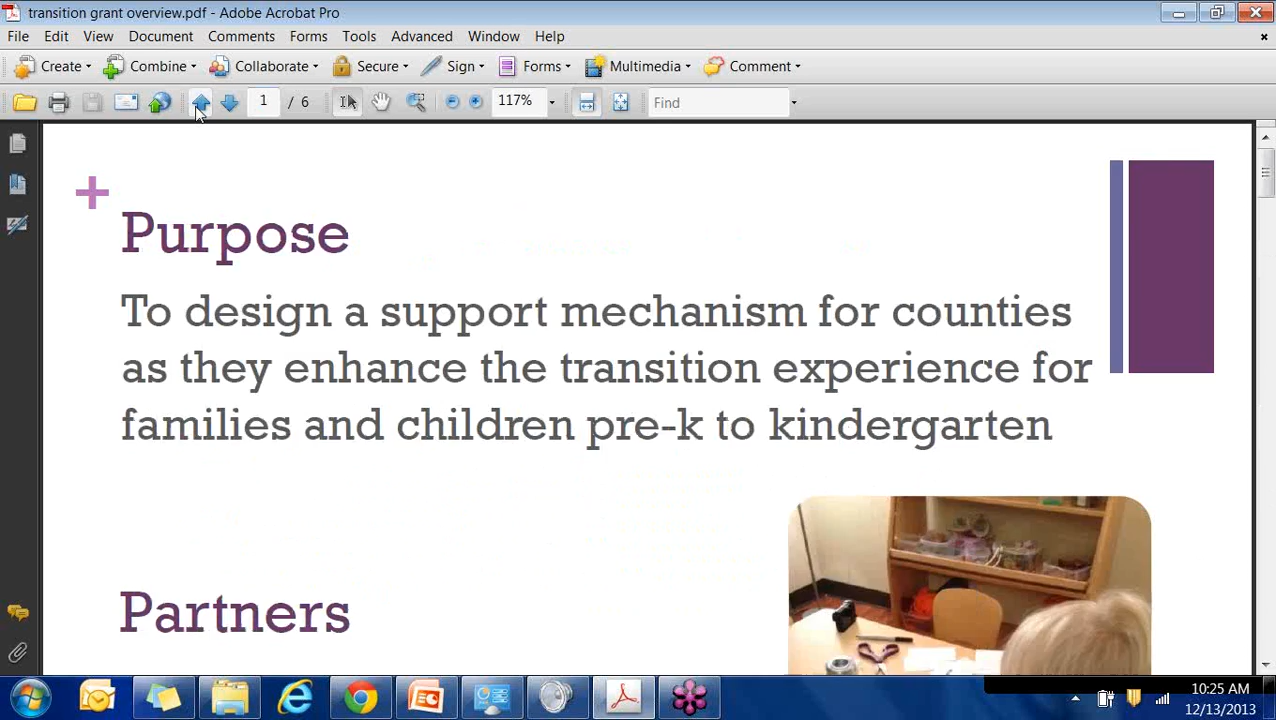 transition grant overview.pdf - Adobe Acrobat Pro
File Edit View Document Comments Forms Tools Advanced Window Help
Create Combine Collaborate Secure Sign Forms Multimedia Comment
1 / 6 117% Find
+
Purpose
To design a support mechanism for counties
as they enhance the transition experience for
families and children pre-k to kindergarten
Partners
10:25 AM
12/13/2013